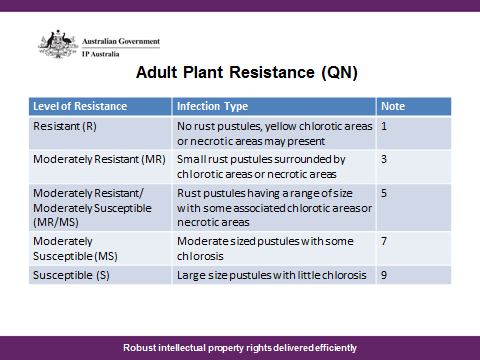 Australian Government
IP Australia
Adult Plant Resistance (QN)
Level of Resistance Infection Type Note
Resistant (R) No rust pustules, yellow chlorotic areas 1
or necrotic areas may present
Moderately Resistant (MR) Small rust pustules surrounded by 3
chlorotic areas or necrotic areas
Moderately Resistant/ Rust pustules having a range of size 5
Moderately Susceptible with some associated chlorotic areas or
(MR/MS) necrotic areas
Moderately Moderate sized pustules with some 7
Susceptible (MS) chlorosis
Susceptible (S) Large size pustules with little chlorosis 9
Robust intellectual property rights delivered efficiently